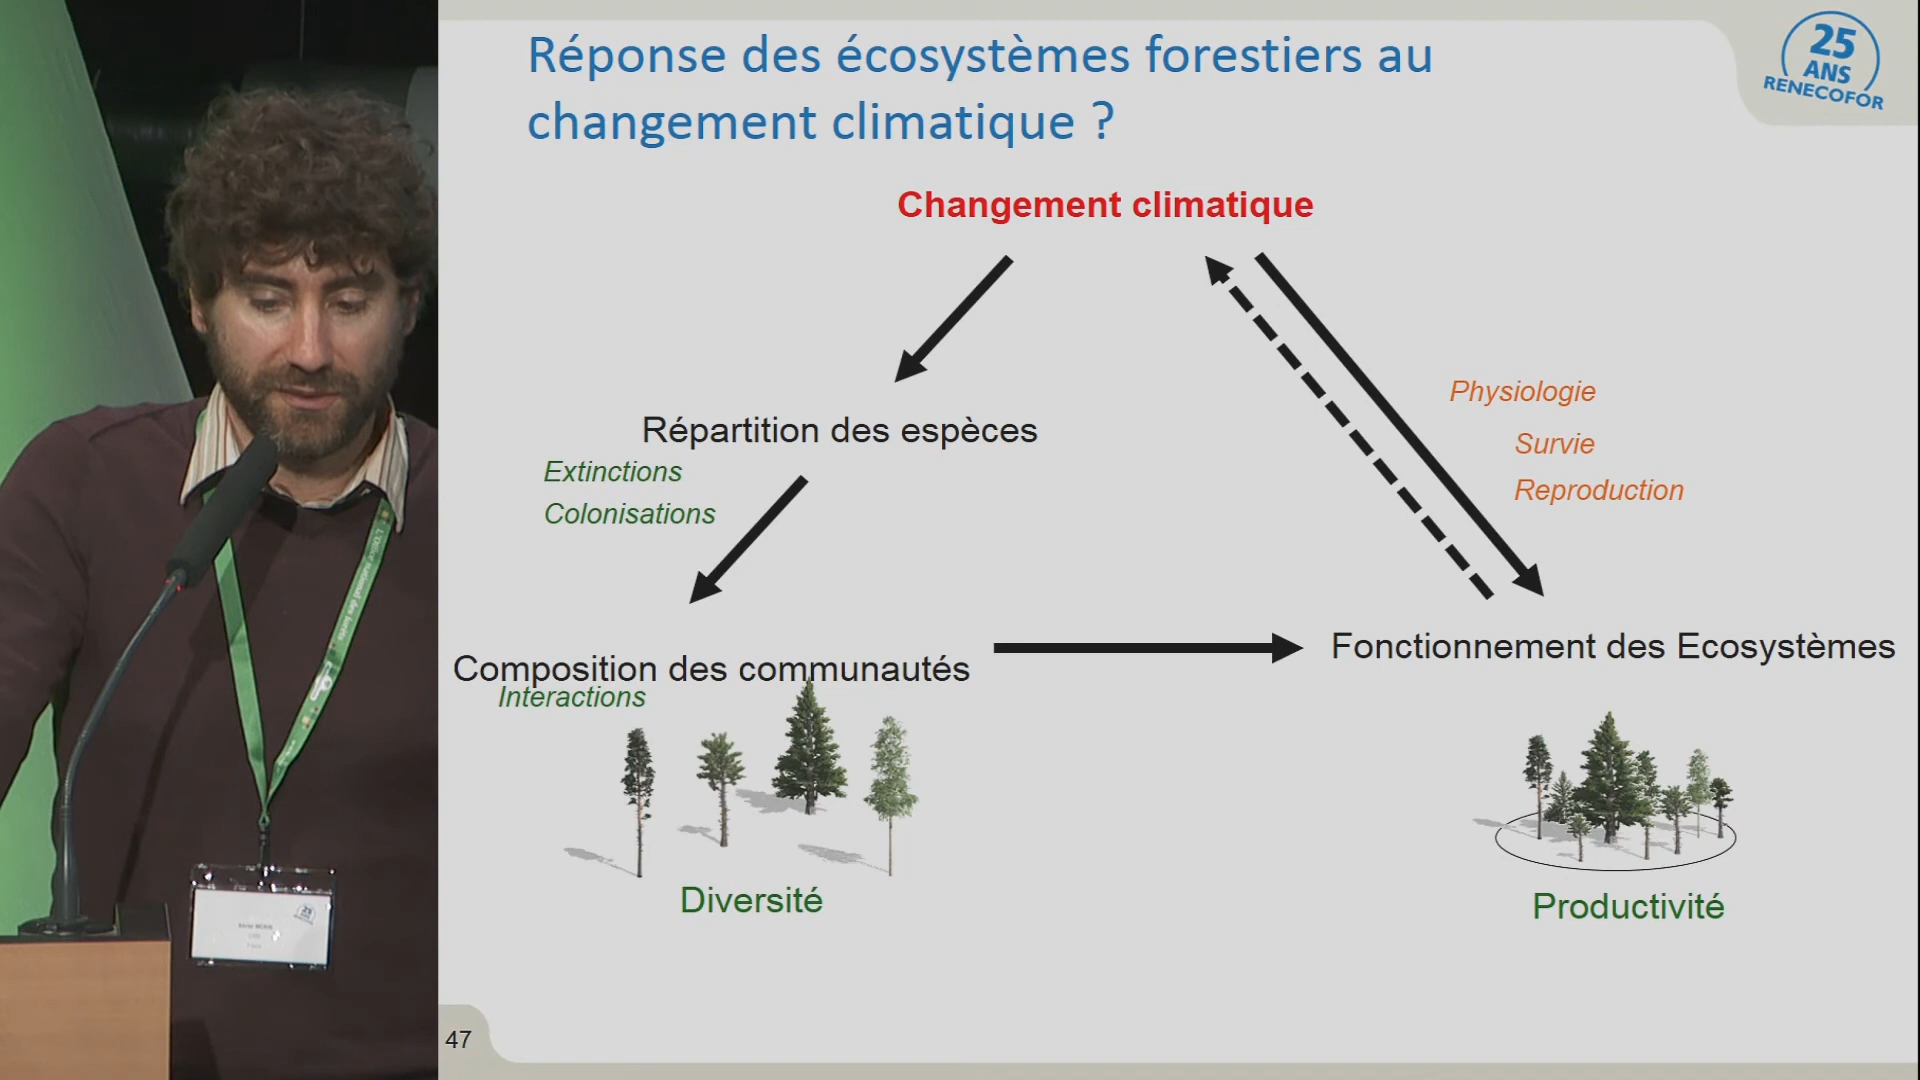 Réponse des écosystèmes forestiers au
changement climatique ?
25
ANS
RENECOFOR
Changement climatique
Physiologie
Survie
Reproduction
Répartition des espèces
Extinctions
Colonisations
Composition des communautés
Interactions
Fonctionnement des Ecosystèmes
Diversité
Productivité
47